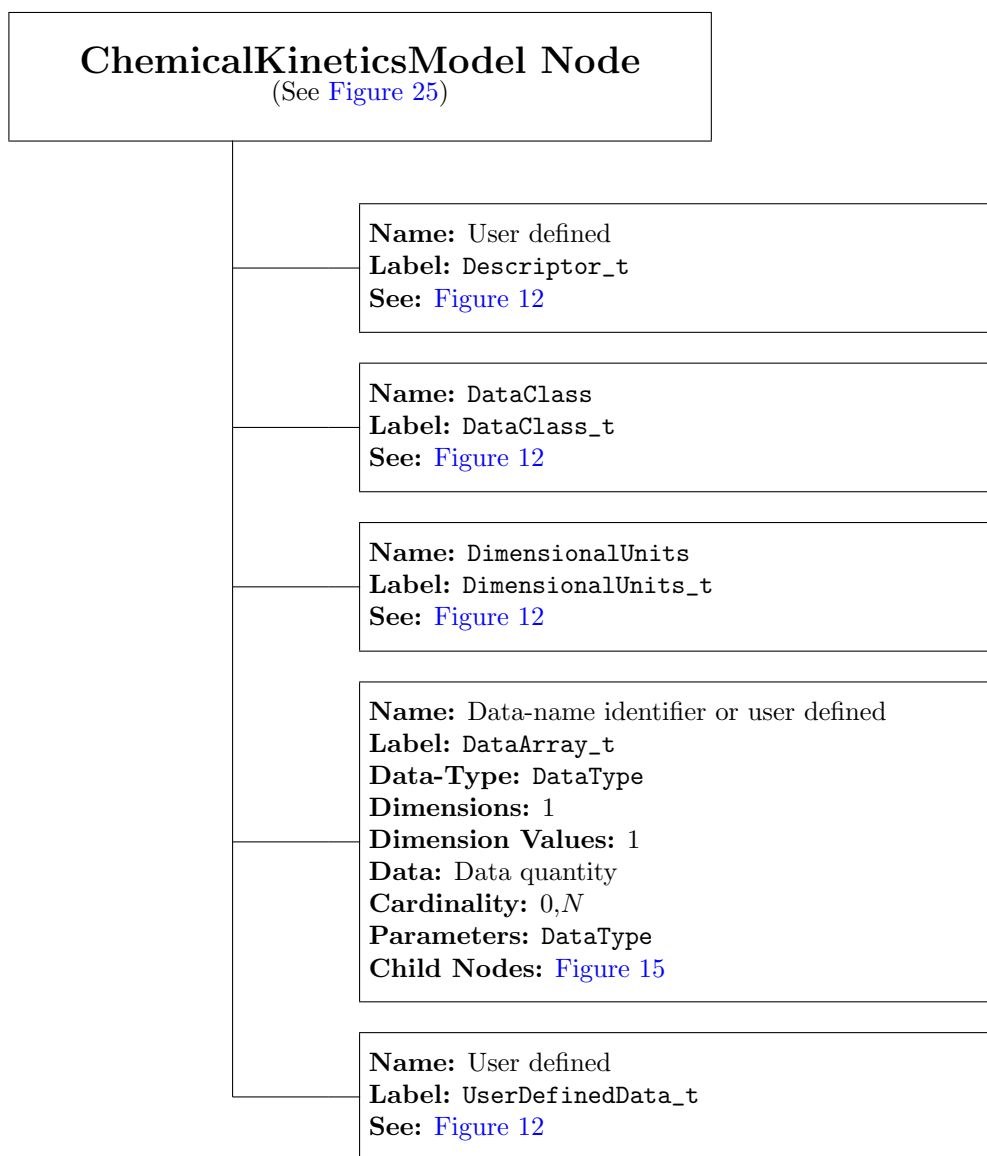 ChemicalKineticsModel Node
(See Figure 25)
Name: User defined
Label: Descriptor_t
See: Figure 12
Name: DataClass
Label: DataClass_t
See: Figure 12
Name: DimensionalUnits
Label: DimensionalUnits_t
See: Figure 12
Name: Data-name identifier or user defined
Label: DataArray_t
Data-Type: DataType
Dimensions: 1
Dimension Values: 1
Data: Data quantity
Cardinality: 0,N
Parameters: DataType
Child Nodes: Figure 15
Name: User defined
Label: UserDefinedData_t
See: Figure 12